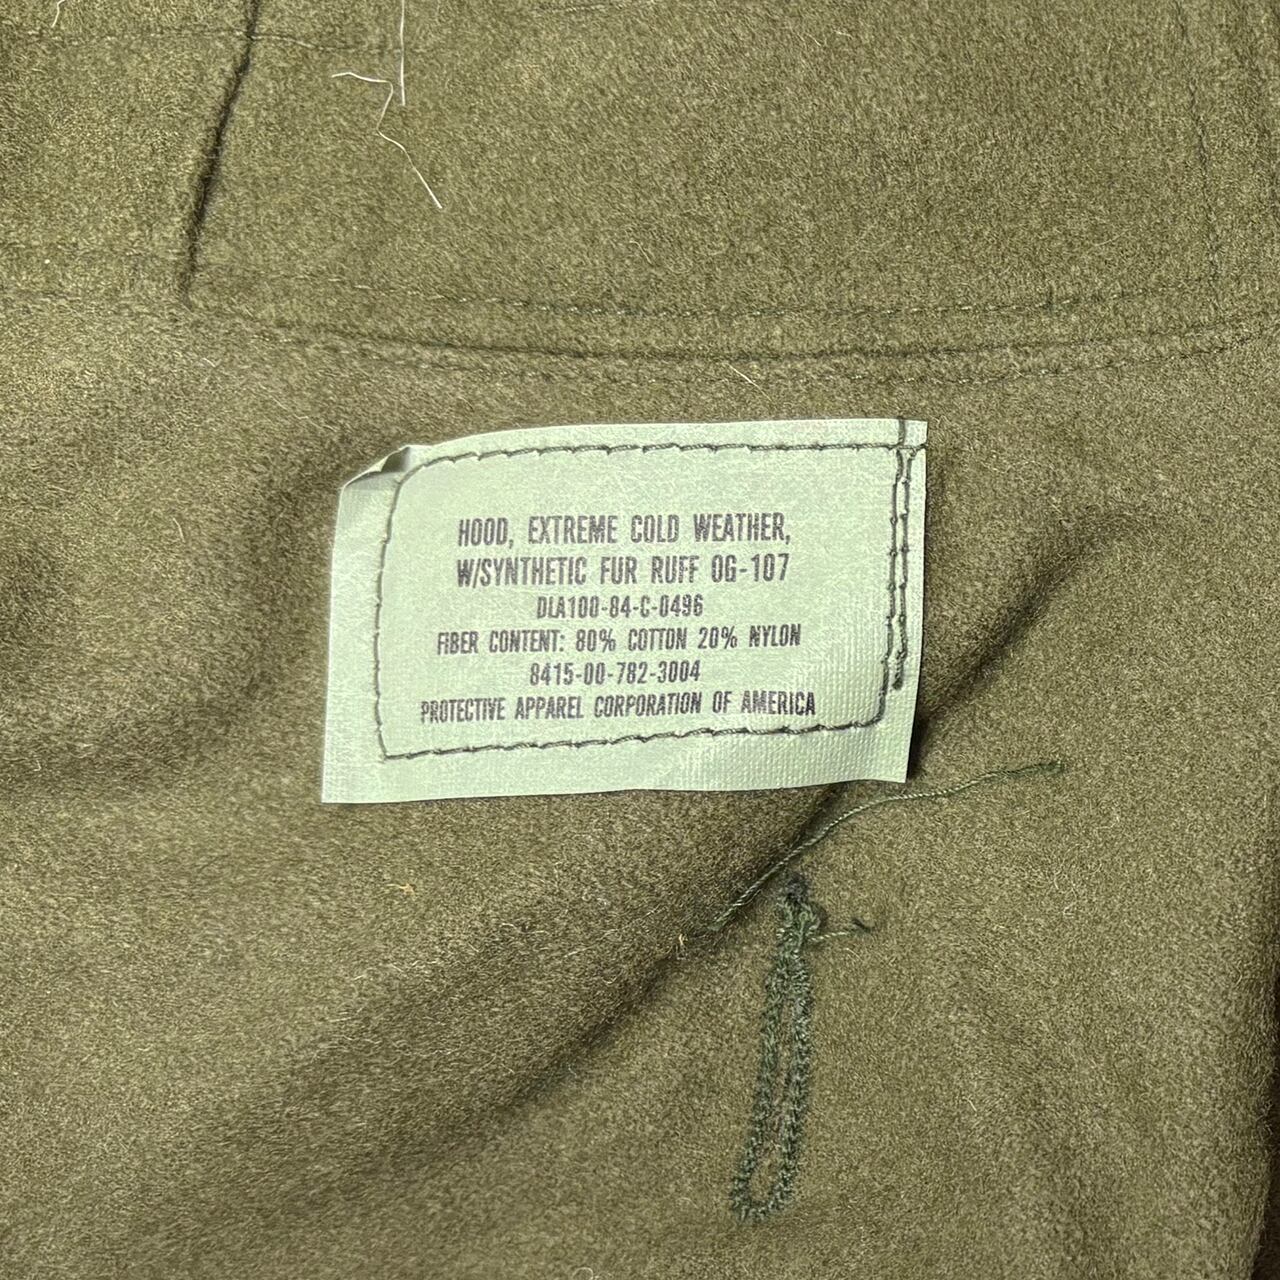 HOOD, EXTREME COLD WEATHER,
W/SYNTHETIC FUR RUFF OG-107
DLA100-84-C-0496
FIBER CONTENT: 80% COTTON 20% NYLON
8415-00-782-3004
PROTECTIVE APPAREL CORPORATION OF AMERICA